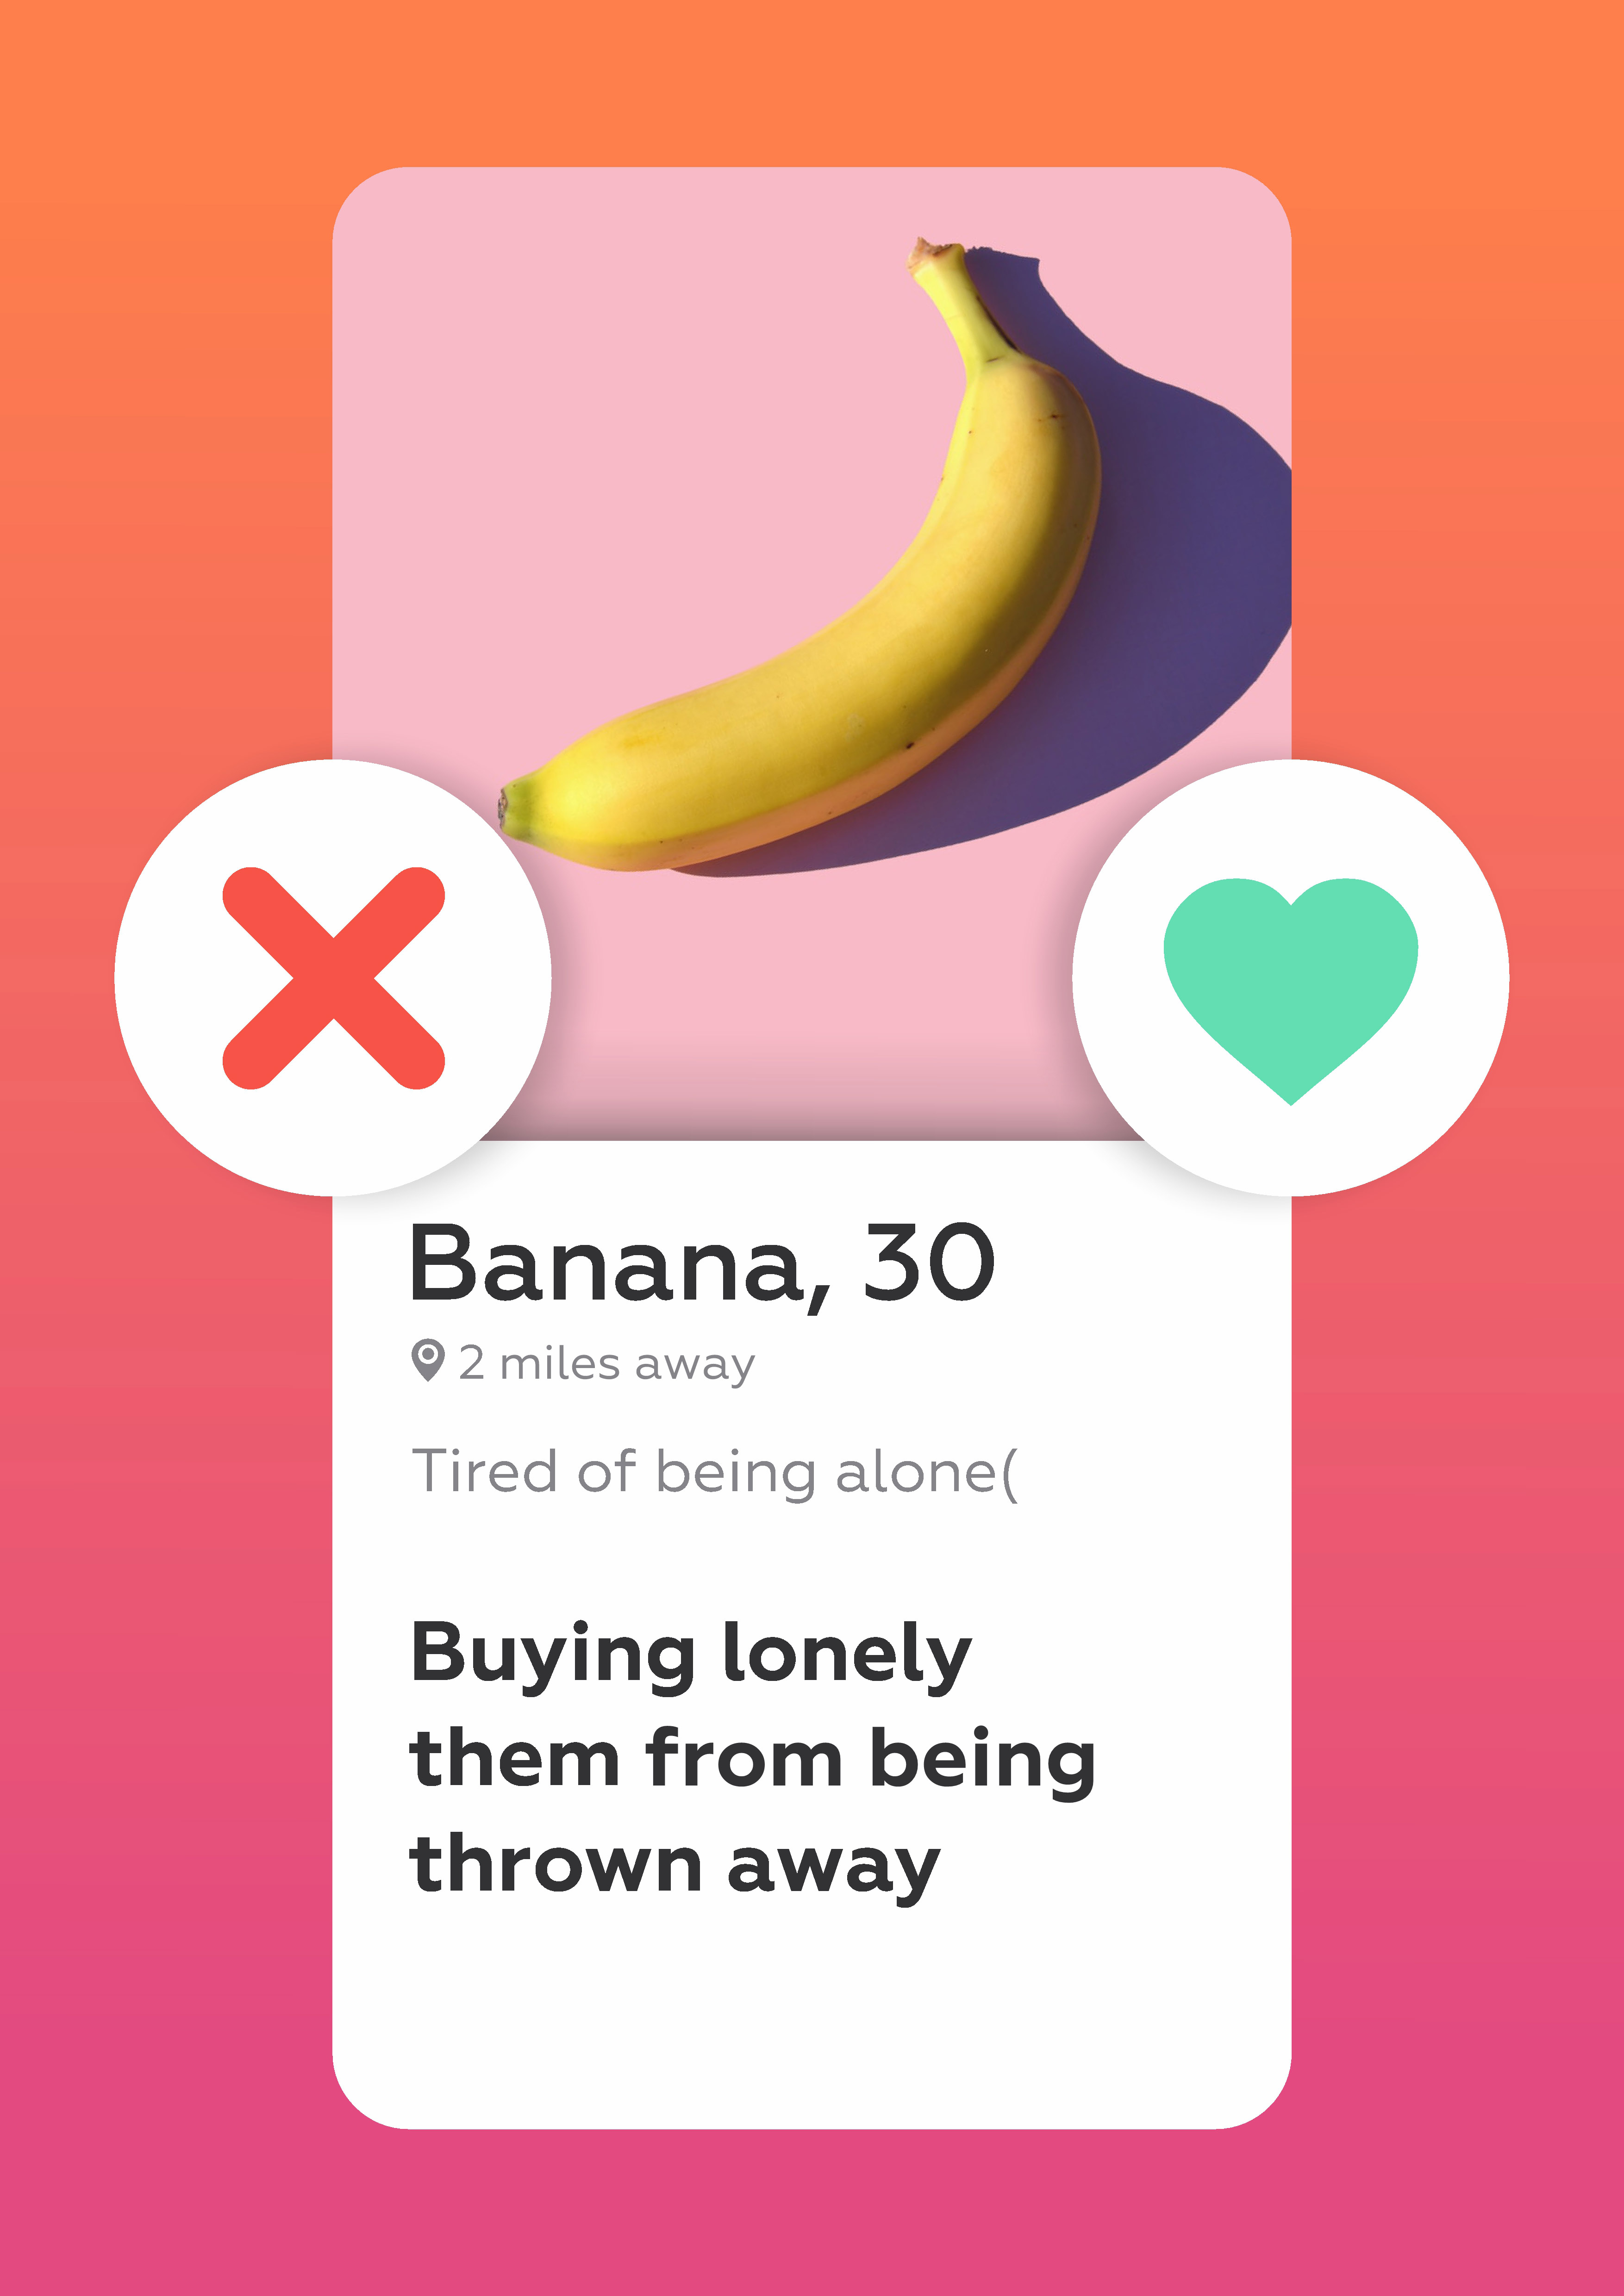 Banana, 30
2 miles away
Tired of being alone(
Buying lonely
them from being
thrown away